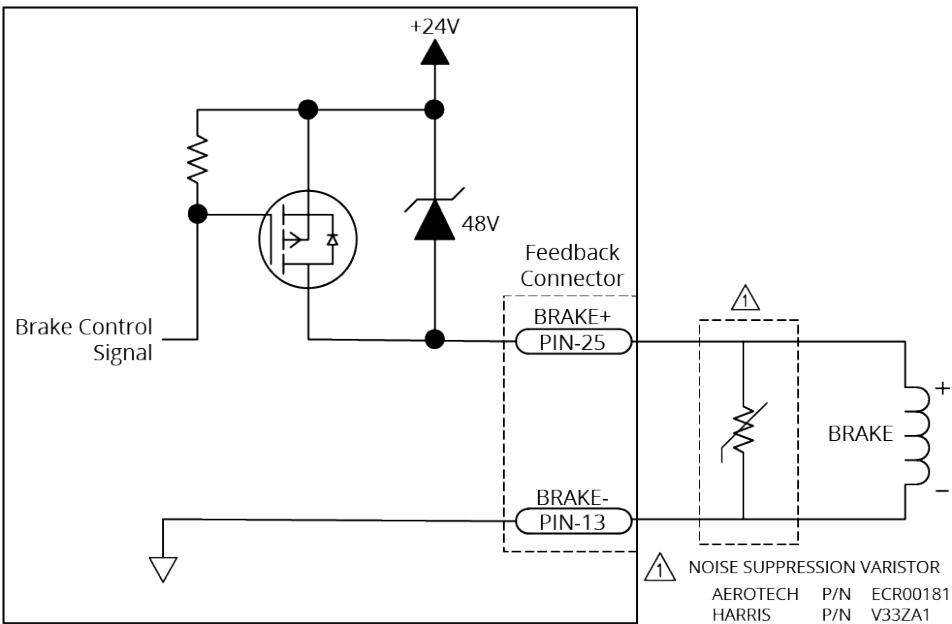 +24V
48V
Feedback
Connector
1
BRAKE+
PIN-25
Brake Control
Signal
+
BRAKE
−
BRAKE-
PIN-13
1 NOISE SUPPRESSION VARISTOR
AEROTECH P/N ECR00181
HARRIS P/N V33ZA1